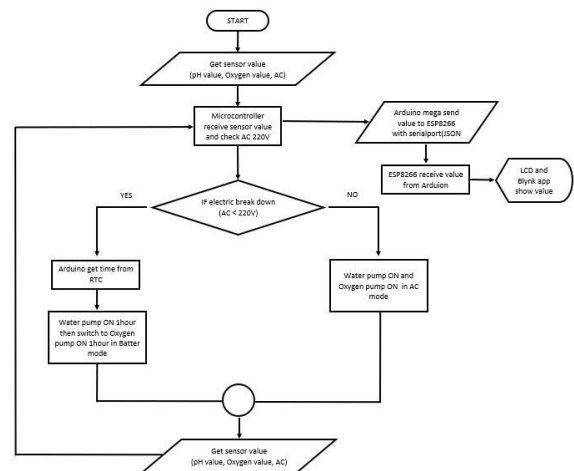 START
Get sensor value
(pH value, Oxygen value, AC)
Microcontroller
receive sensor value
and check AC 220V
Arduino mega send
value to ESP8266
with serialport(JSON
ESP8266 receive value
from Arduion
LCD and
Blynk app
show value
YES
IF electric break down
(AC < 220V)
NO
Arduino get time from
RTC
Water pump ON and
Oxygen pump ON in AC
mode
Water pump ON 1hour
then switch to Oxygen
pump ON 1hour in Batter
mode
Get sensor value
(pH value, Oxygen value, AC)